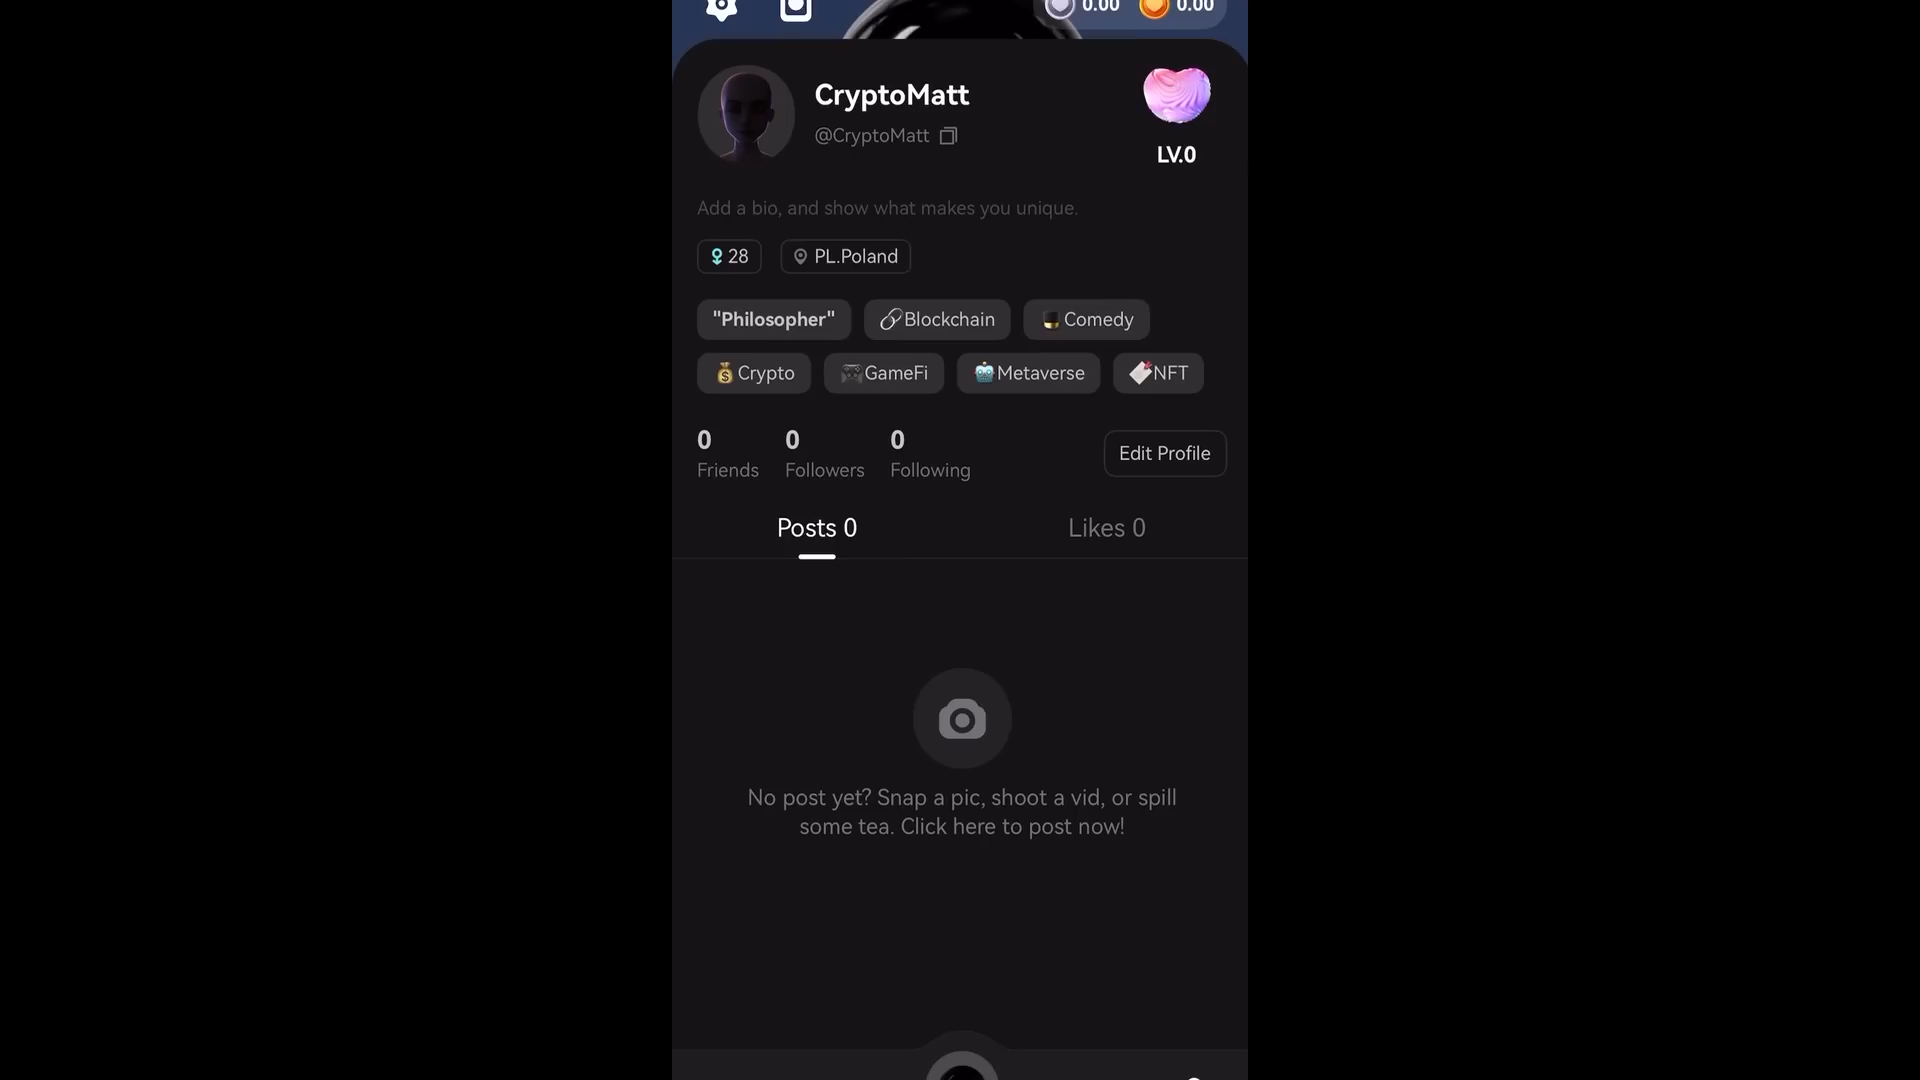 0.00 0.00
CryptoMatt
@CryptoMatt
LV.0
Add a bio, and show what makes you unique.
28 PL.Poland
"Philosopher" Blockchain Comedy
Crypto GameFi Metaverse NFT
0 0 0
Friends Followers Following
Edit Profile
Posts 0 Likes 0
No post yet? Snap a pic, shoot a vid, or spill
some tea. Click here to post now!